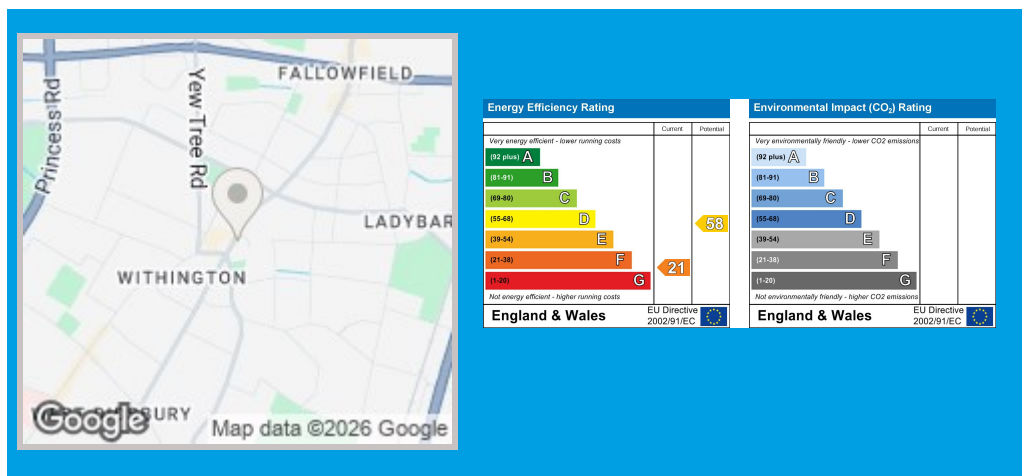 FALLOWFIELD
Princess Rd
Yew Tree Rd
LADYBAR
WITHINGTON
BURY
Google
Map data ©2026 Google
Energy Efficiency Rating
Current
Potential
Very energy efficient - lower running costs
(92 plus) A
(81-91) B
(69-80) C
(55-68) D
(39-54) E
(21-38) F
(1-20) G
58
21
Not energy efficient - higher running costs
England & Wales
EU Directive
2002/91/EC
Environmental Impact (CO₂) Rating
Current
Potential
Very environmentally friendly - lower CO2 emissions
(92 plus) A
(81-91) B
(69-80) C
(55-68) D
(39-54) E
(21-38) F
(1-20) G
Not environmentally friendly - higher CO2 emissions
England & Wales
EU Directive
2002/91/EC